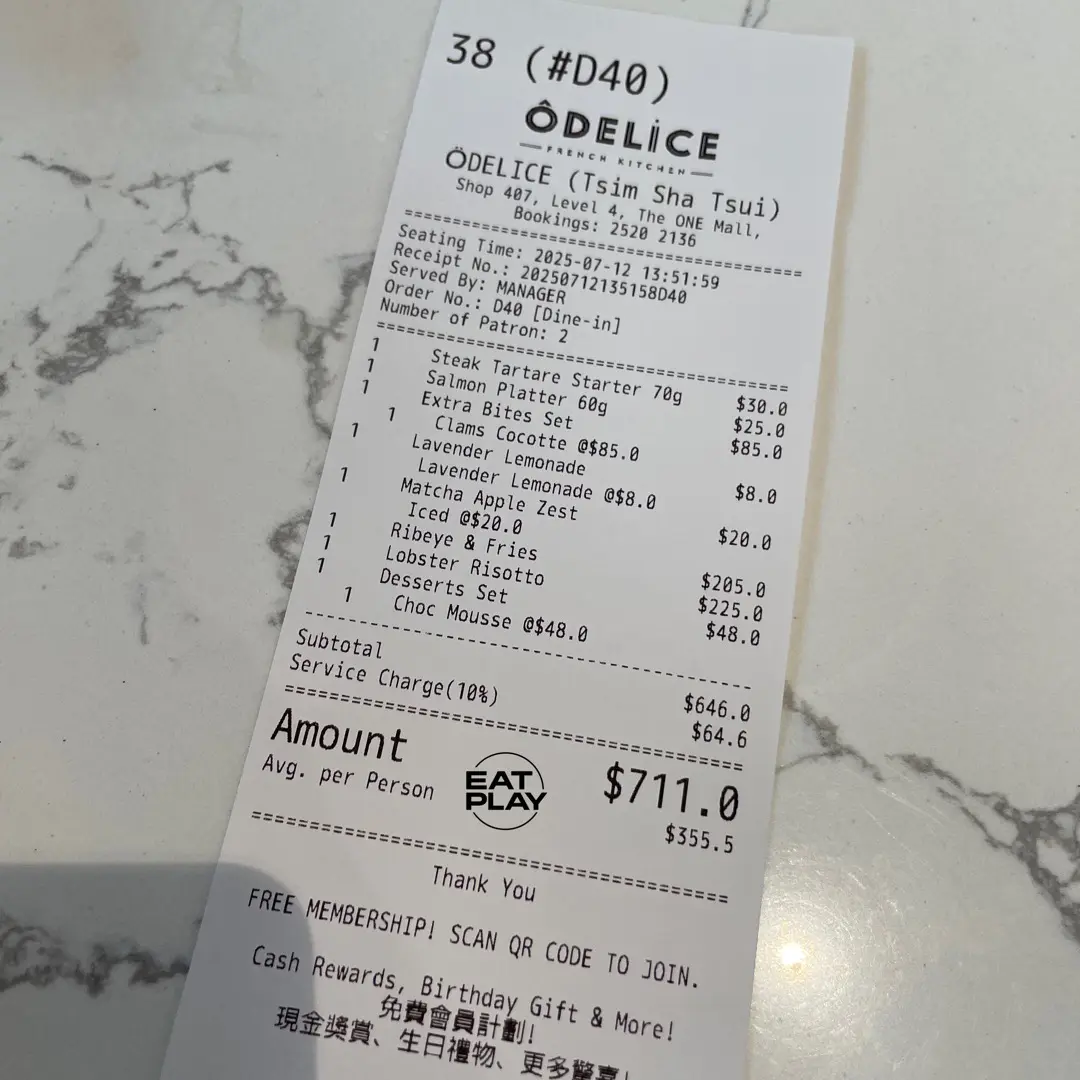 38 (#D40)
ÔDELiCE
FRENCH KITCHEN
ÖDELICE (Tsim Sha Tsui)
Shop 407, Level 4, The ONE Mall,
Bookings: 2520 2136
Seating Time: 2025-07-12 13:51:59
Receipt No.: 20250712135158D40
Served By: MANAGER
Order No.: D40 [Dine-in]
Number of Patron: 2
1 Steak Tartare Starter 70g $30.0
1 Salmon Platter 60g $25.0
1 Extra Bites Set $85.0
1 Clams Cocotte @$85.0
1 Lavender Lemonade $8.0
Lavender Lemonade @$8.0
1 Matcha Apple Zest $20.0
Iced @$20.0
1 Ribeye & Fries $205.0
1 Lobster Risotto $225.0
1 Desserts Set $48.0
1 Choc Mousse @$48.0
Subtotal $646.0
Service Charge(10%) $64.6
Amount $711.0
Avg. per Person $355.5
EAT
PLAY
Thank You
FREE MEMBERSHIP! SCAN QR CODE TO JOIN.
Cash Rewards, Birthday Gift & More!
免費會員計劃!
現金獎賞、生日禮物、更多驚喜!